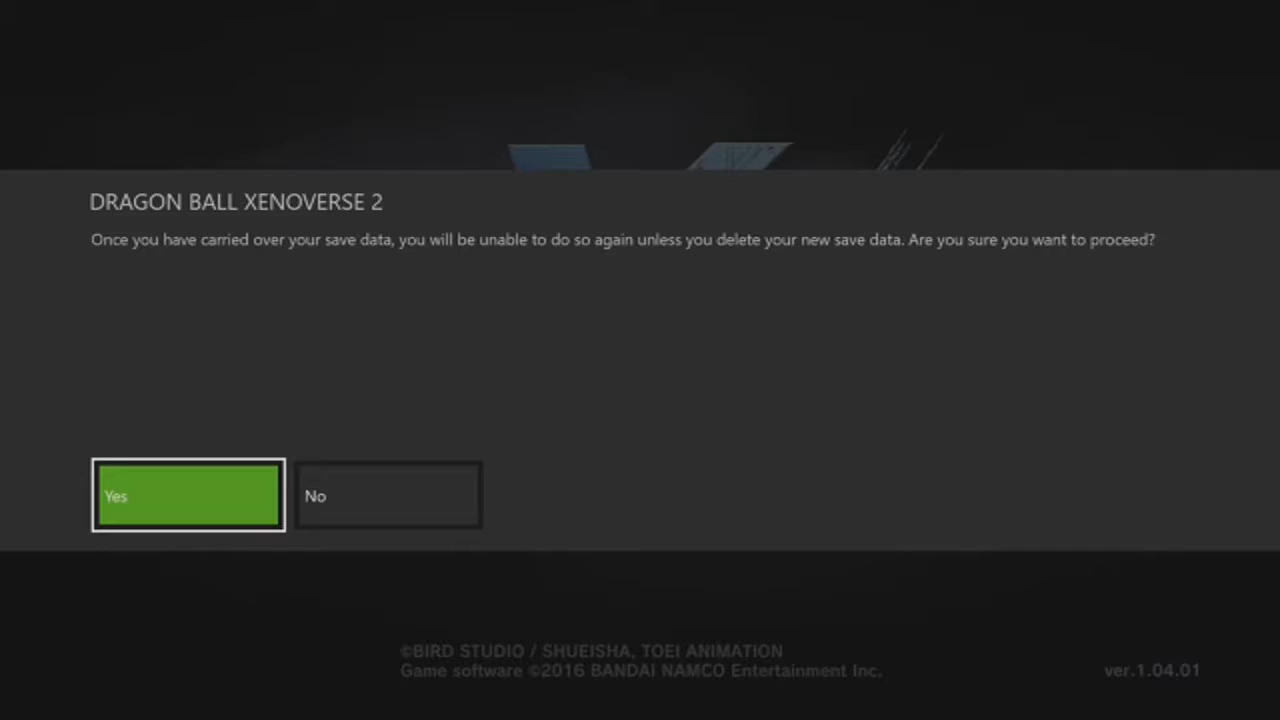 DRAGON BALL XENOVERSE 2
Once you have carried over your save data, you will be unable to do so again unless you delete your new save data. Are you sure you want to proceed?
Yes
No
©BIRD STUDIO / SHUEISHA, TOEI ANIMATION
Game software ©2016 BANDAI NAMCO Entertainment Inc.
ver.1.04.01